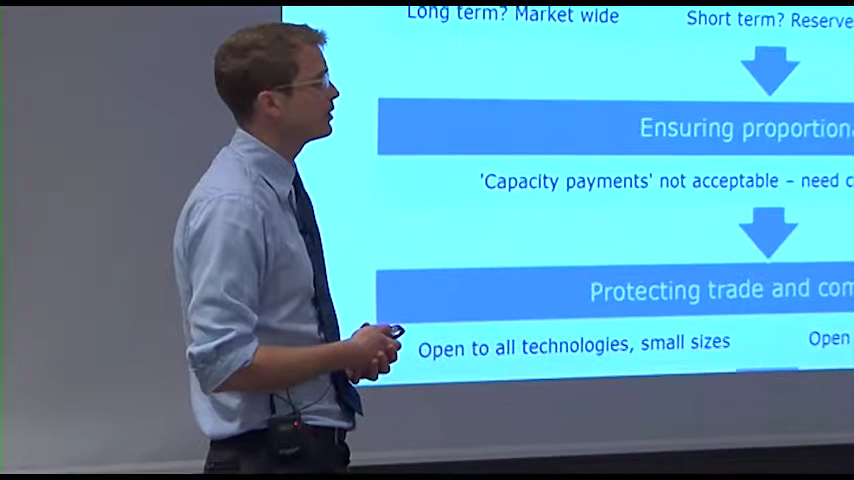 Long term? Market wide
Short term? Reserve
Ensuring proportiona
'Capacity payments' not acceptable – need c
Protecting trade and com
Open to all technologies, small sizes
Open